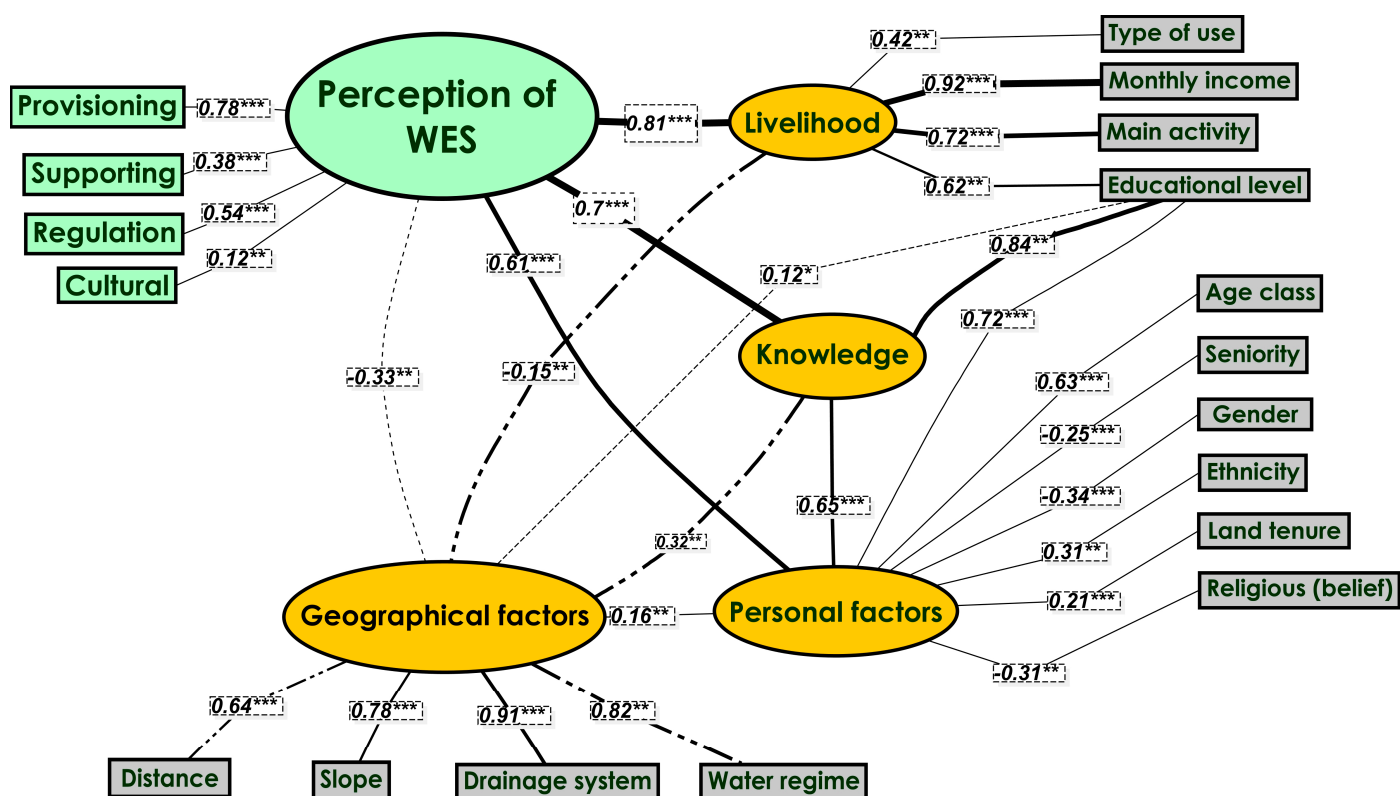 Type of use
0.42**
Monthly income
0.92***
Perception of
WES
Provisioning
0.78***
0.81***
Livelihood
0.72***
Main activity
Supporting
0.38***
0.62**
Educational level
Regulation
0.54***
0.7***
Cultural
0.12**
0.61***
0.12*
0.84**
Age class
0.72***
Seniority
Knowledge
-0.33**
-0.15**
0.63***
Gender
-0.25***
Ethnicity
0.65***
-0.34***
Land tenure
0.32**
0.31**
Religious (belief)
Geographical factors
0.16**
Personal factors
0.21***
-0.31**
0.64***
0.78***
0.91***
0.82**
Distance
Slope
Drainage system
Water regime